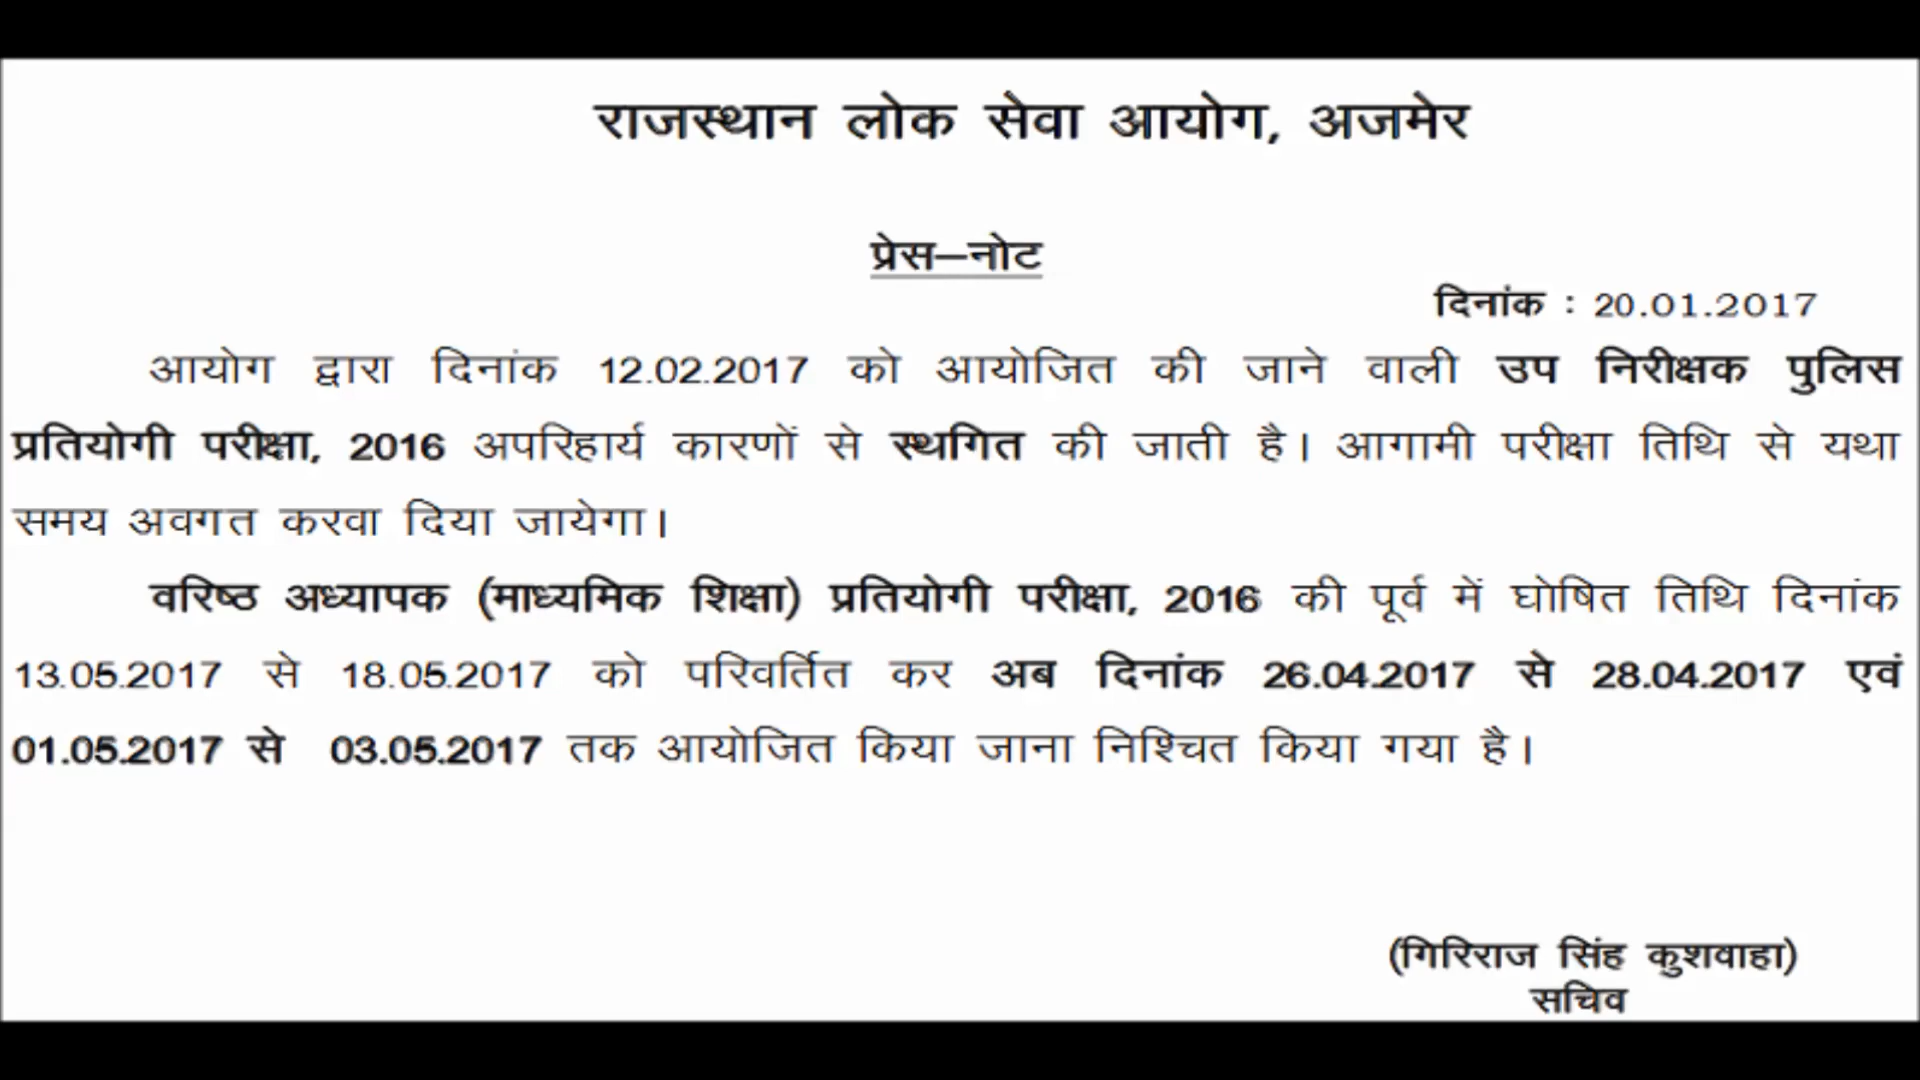 राजस्थान लोक सेवा आयोग, अजमेर
प्रेस–नोट
दिनांक : 20.01.2017
आयोग द्वारा दिनांक 12.02.2017 को आयोजित की जाने वाली उप निरीक्षक पुलिस
प्रतियोगी परीक्षा, 2016 अपरिहार्य कारणों से स्थगित की जाती है। आगामी परीक्षा तिथि से यथा
समय अवगत करवा दिया जायेगा।
वरिष्ठ अध्यापक (माध्यमिक शिक्षा) प्रतियोगी परीक्षा, 2016 की पूर्व में घोषित तिथि दिनांक
13.05.2017 से 18.05.2017 को परिवर्तित कर अब दिनांक 26.04.2017 से 28.04.2017 एवं
01.05.2017 से 03.05.2017 तक आयोजित किया जाना निश्चित किया गया है।
(गिरिराज सिंह कुशवाहा)
सचिव